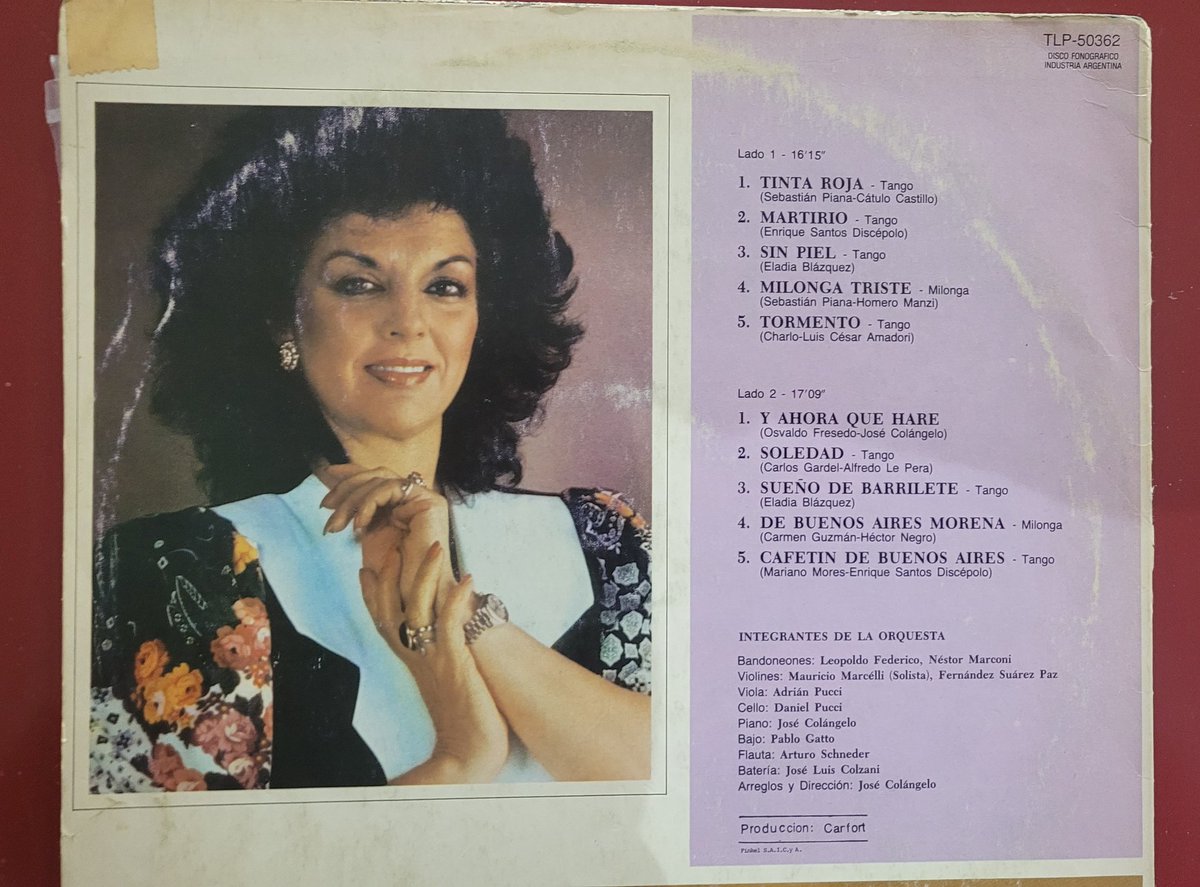 TLP-50362
DISCO FONOGRAFICO
INDUSTRIA ARGENTINA
Lado 1 - 16'15"
1. TINTA ROJA - Tango
(Sebastián Piana-Cátulo Castillo)
2. MARTIRIO - Tango
(Enrique Santos Discépolo)
3. SIN PIEL - Tango
(Eladia Blázquez)
4. MILONGA TRISTE - Milonga
(Sebastián Piana-Homero Manzi)
5. TORMENTO - Tango
(Charlo-Luis César Amadori)
Lado 2 - 17'09"
1. Y AHORA QUE HARE
(Osvaldo Fresedo-José Colángelo)
2. SOLEDAD - Tango
(Carlos Gardel-Alfredo Le Pera)
3. SUEÑO DE BARRILETE - Tango
(Eladia Blázquez)
4. DE BUENOS AIRES MORENA - Milonga
(Carmen Guzmán-Héctor Negro)
5. CAFETIN DE BUENOS AIRES - Tango
(Mariano Mores-Enrique Santos Discépolo)
INTEGRANTES DE LA ORQUESTA
Bandoneones: Leopoldo Federico, Néstor Marconi
Violines: Mauricio Marcélli (Solista), Fernández Suárez Paz
Viola: Adrián Pucci
Cello: Daniel Pucci
Piano: José Colángelo
Bajo: Pablo Gatto
Flauta: Arturo Schneder
Batería: José Luis Colzani
Arreglos y Dirección: José Colángelo
Produccion: Carfort
Finkel S.A.I.C.y A.